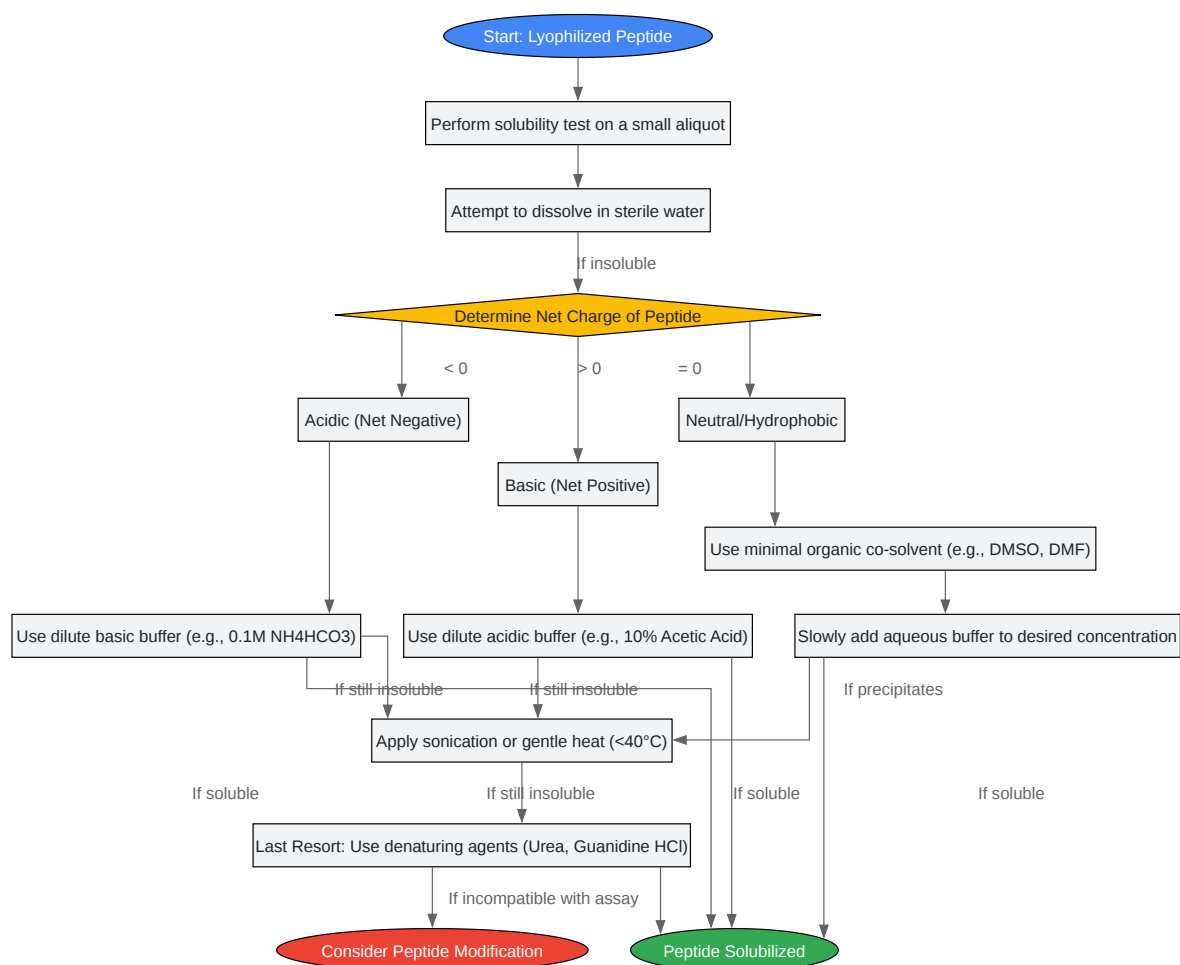 Start: Lyophilized Peptide
Perform solubility test on a small aliquot
Attempt to dissolve in sterile water
If insoluble
Determine Net Charge of Peptide
< 0
> 0
= 0
Acidic (Net Negative)
Neutral/Hydrophobic
Basic (Net Positive)
Use minimal organic co-solvent (e.g., DMSO, DMF)
Use dilute basic buffer (e.g., 0.1M NH4HCO3)
Use dilute acidic buffer (e.g., 10% Acetic Acid)
Slowly add aqueous buffer to desired concentration
If still insoluble
If still insoluble
If precipitates
Apply sonication or gentle heat (<40°C)
If soluble
If still insoluble
If soluble
If soluble
Last Resort: Use denaturing agents (Urea, Guanidine HCl)
If incompatible with assay
Consider Peptide Modification
Peptide Solubilized